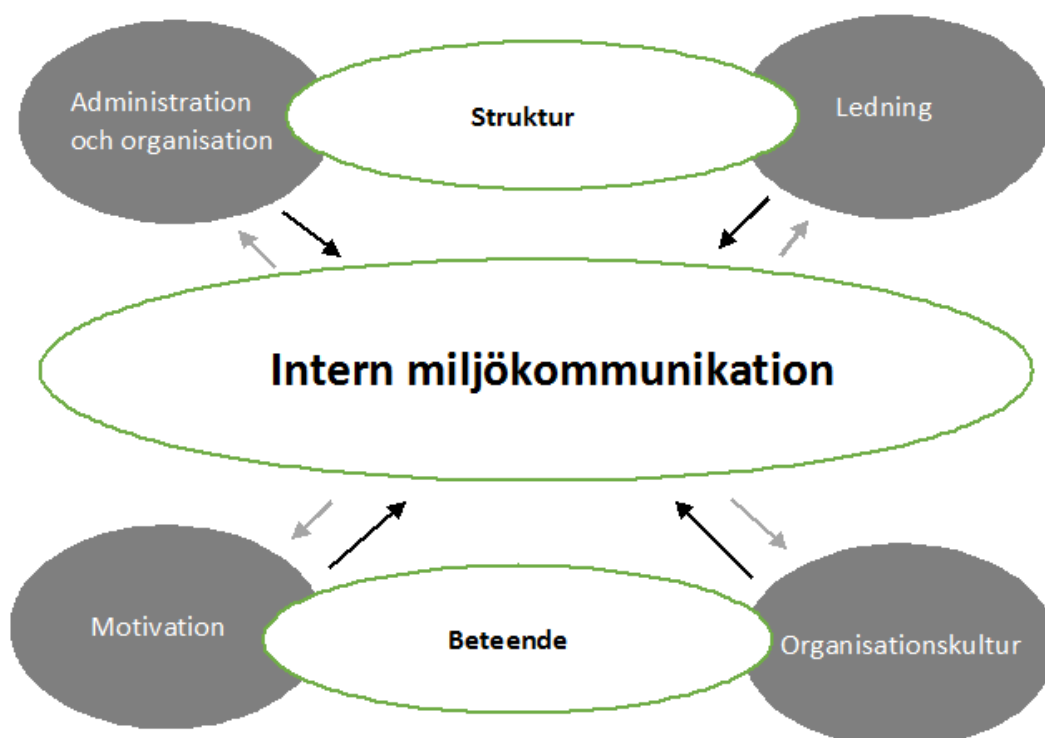 Administration
och organisation
Struktur
Ledning
Intern miljökommunikation
Motivation
Beteende
Organisationskultur